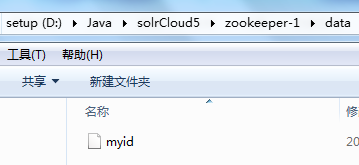 setup (D:) ▸ Java ▸ solrCloud5 ▸ zookeeper-1 ▸ data
工具(T) 帮助(H)
共享 新建文件夹
名称
myid 20